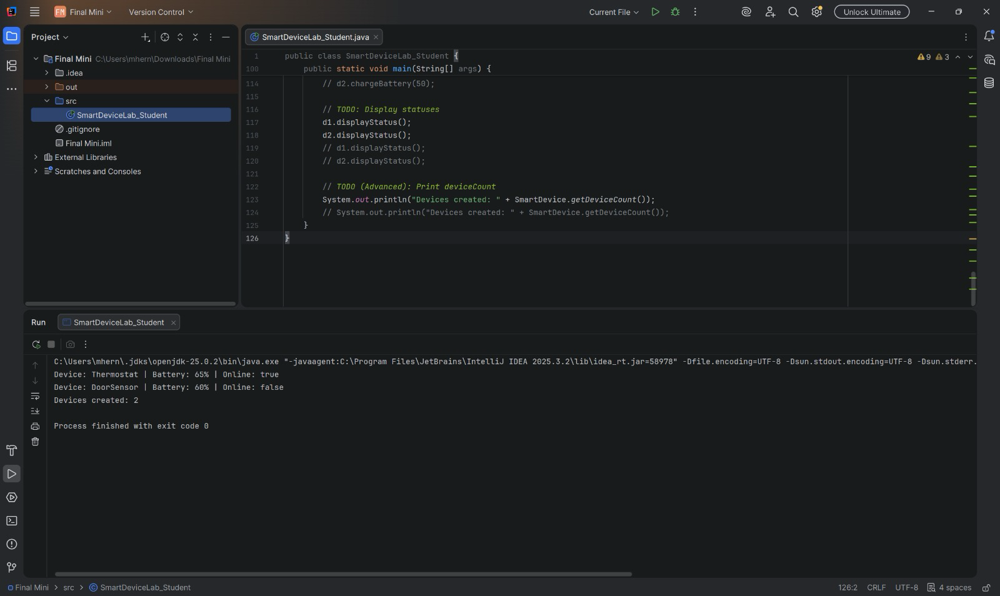 FM Final Mini Version Control Current File Unlock Ultimate
Project
SmartDeviceLab_Student.java
Final Mini C:\Users\mhern\Downloads\Final Mini
.idea
out
src
SmartDeviceLab_Student
.gitignore
Final Mini.iml
External Libraries
Scratches and Consoles
9 3
1 public class SmartDeviceLab_Student {
100 public static void main(String[] args) {
114 // d2.chargeBattery(50);
115
116 // TODO: Display statuses
117 d1.displayStatus();
118 d2.displayStatus();
119 // d1.displayStatus();
120 // d2.displayStatus();
121
122 // TODO (Advanced): Print deviceCount
123 System.out.println("Devices created: " + SmartDevice.getDeviceCount());
124 // System.out.println("Devices created: " + SmartDevice.getDeviceCount());
125 }
126 }
Run SmartDeviceLab_Student
C:\Users\mhern\.jdks\openjdk-25.0.2\bin\java.exe "-javaagent:C:\Program Files\JetBrains\IntelliJ IDEA 2025.3.2\lib\idea_rt.jar=58978" -Dfile.encoding=UTF-8 -Dsun.stdout.encoding=UTF-8 -Dsun.stderr.
Device: Thermostat | Battery: 65% | Online: true
Device: DoorSensor | Battery: 60% | Online: false
Devices created: 2
Process finished with exit code 0
Final Mini > src > SmartDeviceLab_Student 126:2 CRLF UTF-8 4 spaces